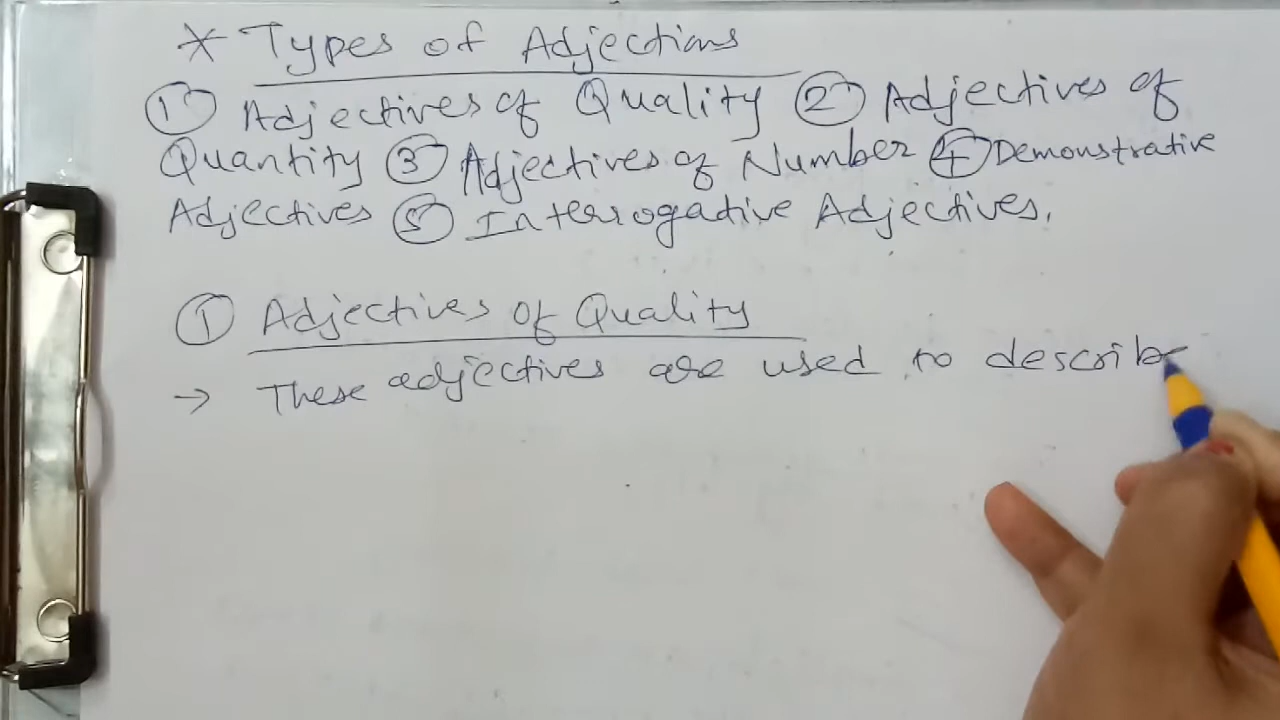 * Types of Adjections
① Adjectives of Quality ② Adjectives of
Quantity ③ Adjectives of Number ④ Demonstrative
Adjectives ⑤ Interrogative Adjectives.
① Adjectives of Quality
→ These adjectives are used to describe